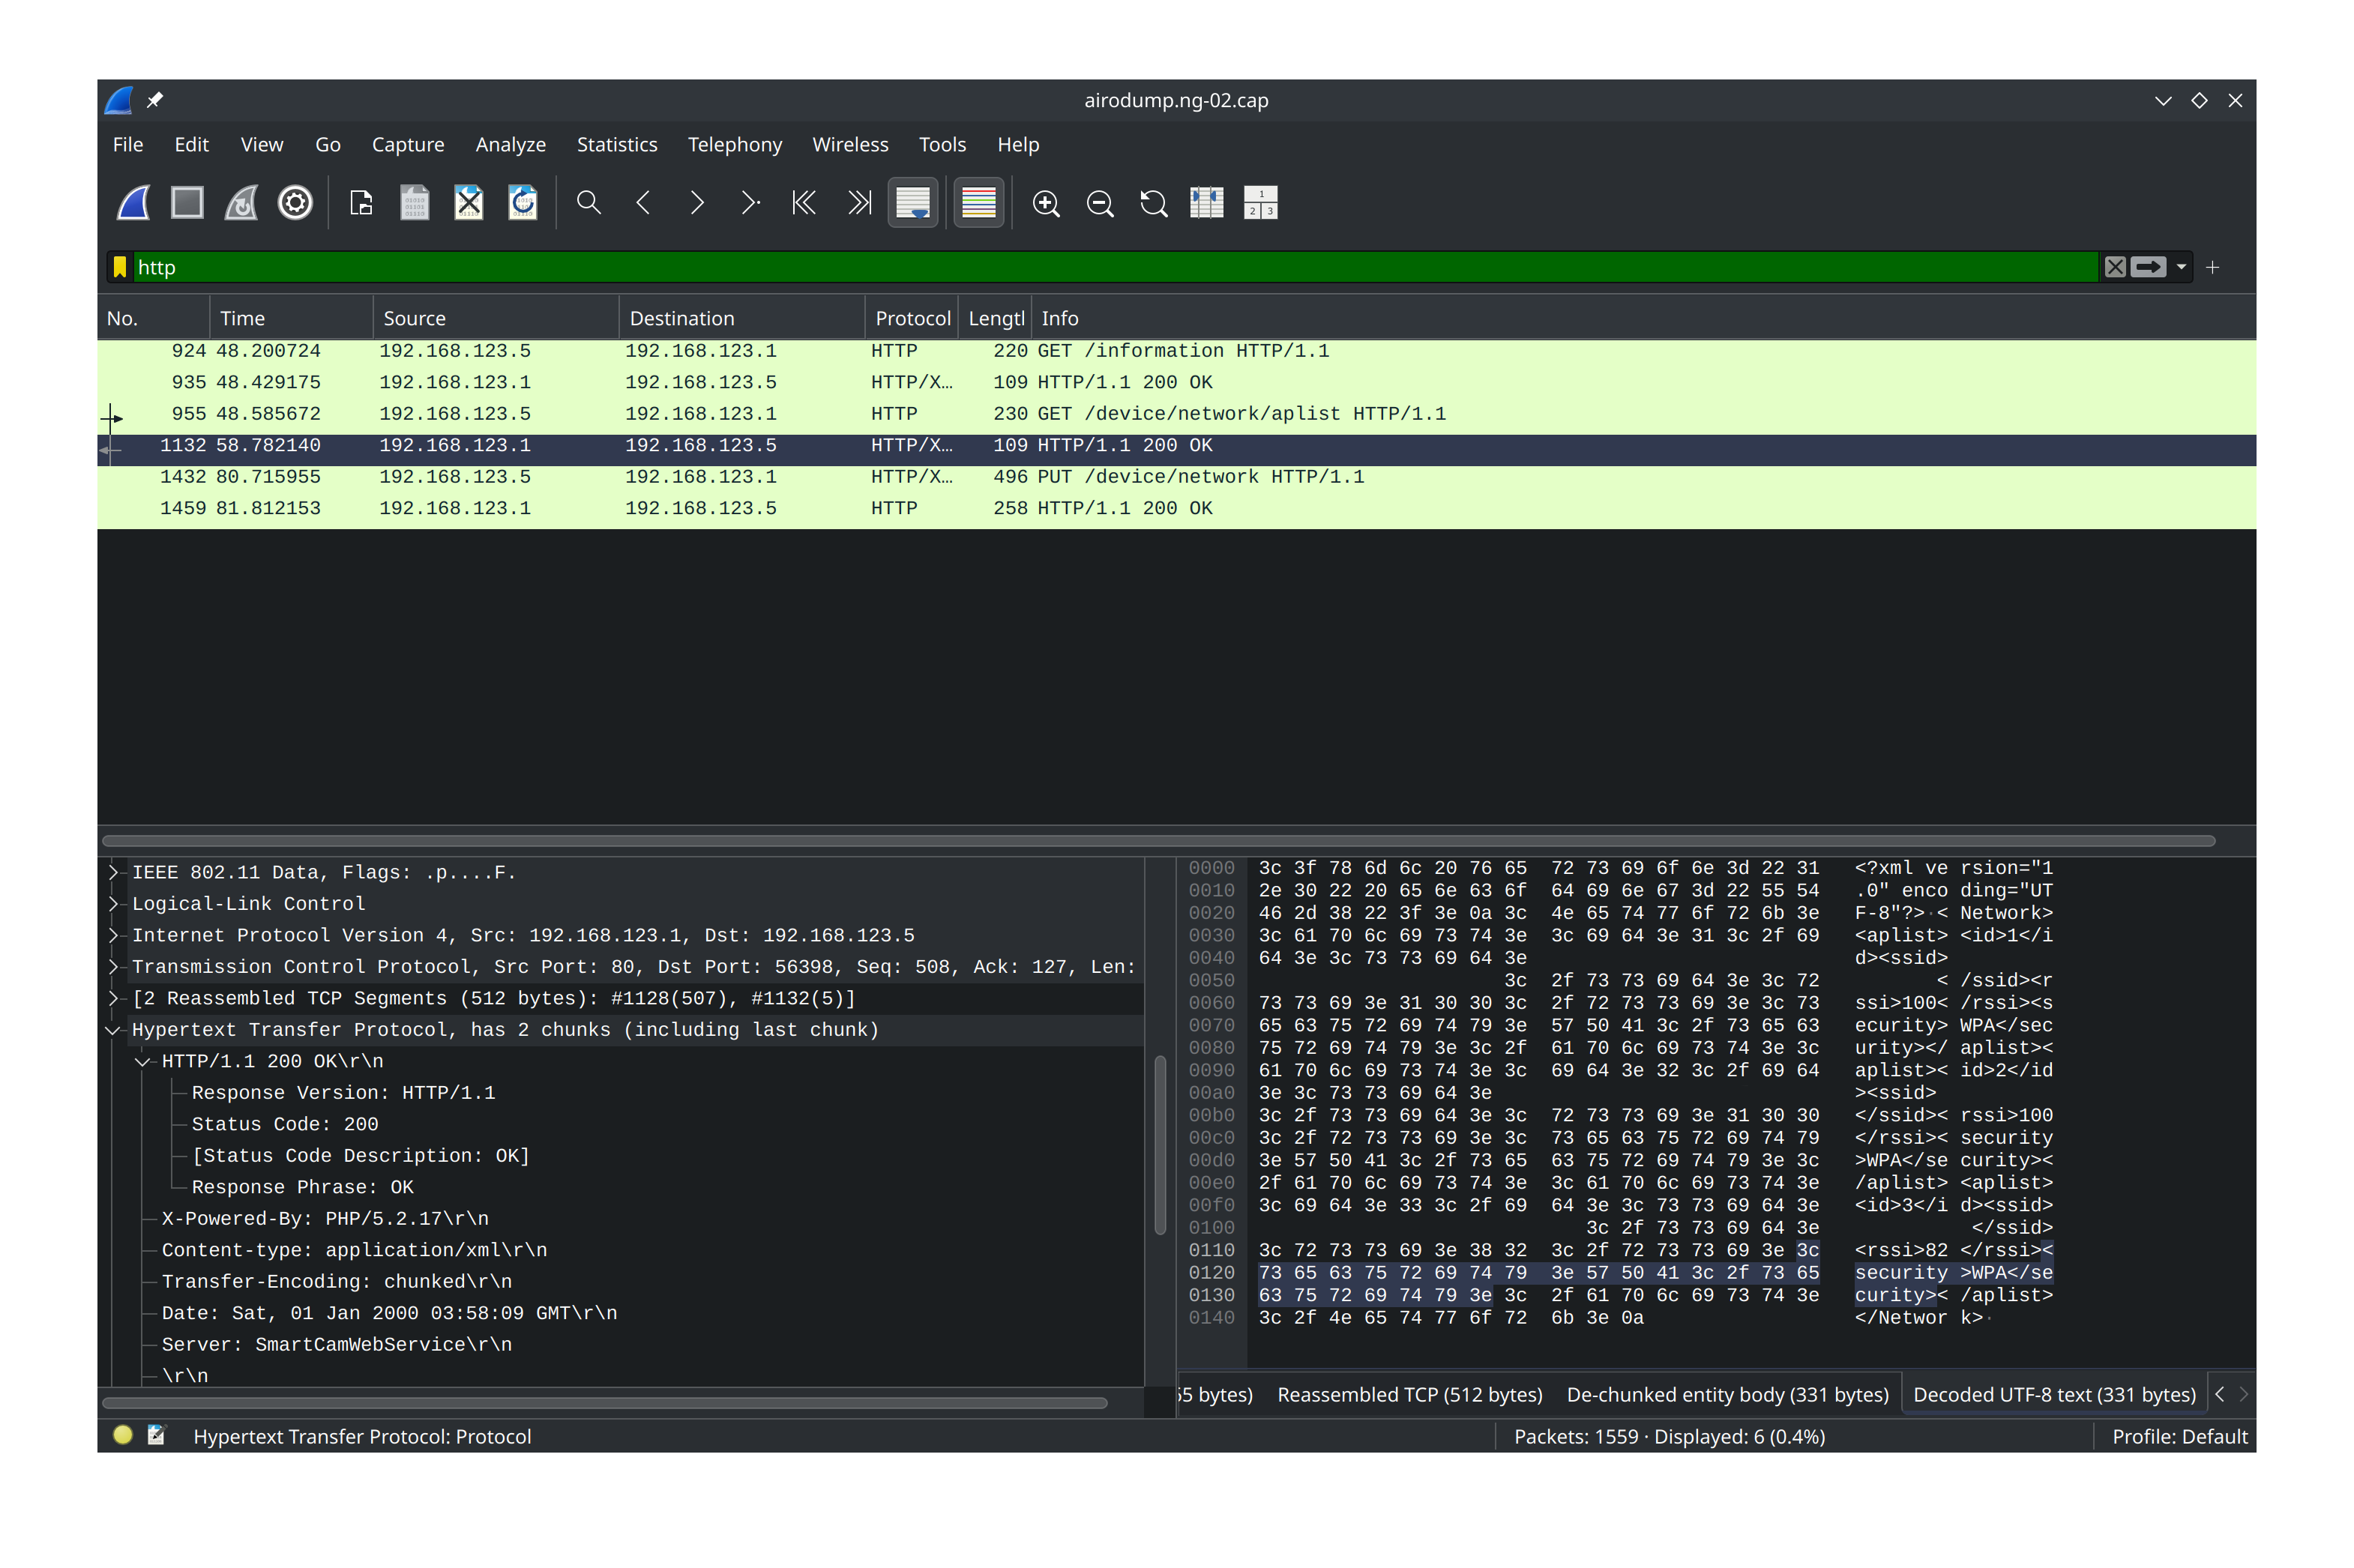 airodump.ng-02.cap
File Edit View Go Capture Analyze Statistics Telephony Wireless Tools Help
http
No. Time Source Destination Protocol Lengtl Info
924 48.200724 192.168.123.5 192.168.123.1 HTTP 220 GET /information HTTP/1.1
935 48.429175 192.168.123.1 192.168.123.5 HTTP/X… 109 HTTP/1.1 200 OK
955 48.585672 192.168.123.5 192.168.123.1 HTTP 230 GET /device/network/aplist HTTP/1.1
1132 58.782140 192.168.123.1 192.168.123.5 HTTP/X… 109 HTTP/1.1 200 OK
1432 80.715955 192.168.123.5 192.168.123.1 HTTP/X… 496 PUT /device/network HTTP/1.1
1459 81.812153 192.168.123.1 192.168.123.5 HTTP 258 HTTP/1.1 200 OK
IEEE 802.11 Data, Flags: .p....F.
Logical-Link Control
Internet Protocol Version 4, Src: 192.168.123.1, Dst: 192.168.123.5
Transmission Control Protocol, Src Port: 80, Dst Port: 56398, Seq: 508, Ack: 127, Len:
[2 Reassembled TCP Segments (512 bytes): #1128(507), #1132(5)]
Hypertext Transfer Protocol, has 2 chunks (including last chunk)
HTTP/1.1 200 OK\r\n
Response Version: HTTP/1.1
Status Code: 200
[Status Code Description: OK]
Response Phrase: OK
X-Powered-By: PHP/5.2.17\r\n
Content-type: application/xml\r\n
Transfer-Encoding: chunked\r\n
Date: Sat, 01 Jan 2000 03:58:09 GMT\r\n
Server: SmartCamWebService\r\n
\r\n
0000 3c 3f 78 6d 6c 20 76 65 72 73 69 6f 6e 3d 22 31 <?xml ve rsion="1
0010 2e 30 22 20 65 6e 63 6f 64 69 6e 67 3d 22 55 54 .0" enco ding="UT
0020 46 2d 38 22 3f 3e 0a 3c 4e 65 74 77 6f 72 6b 3e F-8"?>·< Network>
0030 3c 61 70 6c 69 73 74 3e 3c 69 64 3e 31 3c 2f 69 <aplist> <id>1</i
0040 64 3e 3c 73 73 69 64 3e d><ssid>
0050 3c 2f 73 73 69 64 3e 3c 72 < /ssid><r
0060 73 73 69 3e 31 30 30 3c 2f 72 73 73 69 3e 3c 73 ssi>100< /rssi><s
0070 65 63 75 72 69 74 79 3e 57 50 41 3c 2f 73 65 63 ecurity> WPA</sec
0080 75 72 69 74 79 3e 3c 2f 61 70 6c 69 73 74 3e 3c urity></ aplist><
0090 61 70 6c 69 73 74 3e 3c 69 64 3e 32 3c 2f 69 64 aplist>< id>2</id
00a0 3e 3c 73 73 69 64 3e ><ssid>
00b0 3c 2f 73 73 69 64 3e 3c 72 73 73 69 3e 31 30 30 </ssid>< rssi>100
00c0 3c 2f 72 73 73 69 3e 3c 73 65 63 75 72 69 74 79 </rssi>< security
00d0 3e 57 50 41 3c 2f 73 65 63 75 72 69 74 79 3e 3c >WPA</se curity><
00e0 2f 61 70 6c 69 73 74 3e 3c 61 70 6c 69 73 74 3e /aplist> <aplist>
00f0 3c 69 64 3e 33 3c 2f 69 64 3e 3c 73 73 69 64 3e <id>3</i d><ssid>
0100 3c 2f 73 73 69 64 3e </ssid>
0110 3c 72 73 73 69 3e 38 32 3c 2f 72 73 73 69 3e 3c <rssi>82 </rssi><
0120 73 65 63 75 72 69 74 79 3e 57 50 41 3c 2f 73 65 security >WPA</se
0130 63 75 72 69 74 79 3e 3c 2f 61 70 6c 69 73 74 3e curity>< /aplist>
0140 3c 2f 4e 65 74 77 6f 72 6b 3e 0a </Networ k>·
55 bytes) Reassembled TCP (512 bytes) De-chunked entity body (331 bytes) Decoded UTF-8 text (331 bytes)
Hypertext Transfer Protocol: Protocol Packets: 1559 · Displayed: 6 (0.4%) Profile: Default